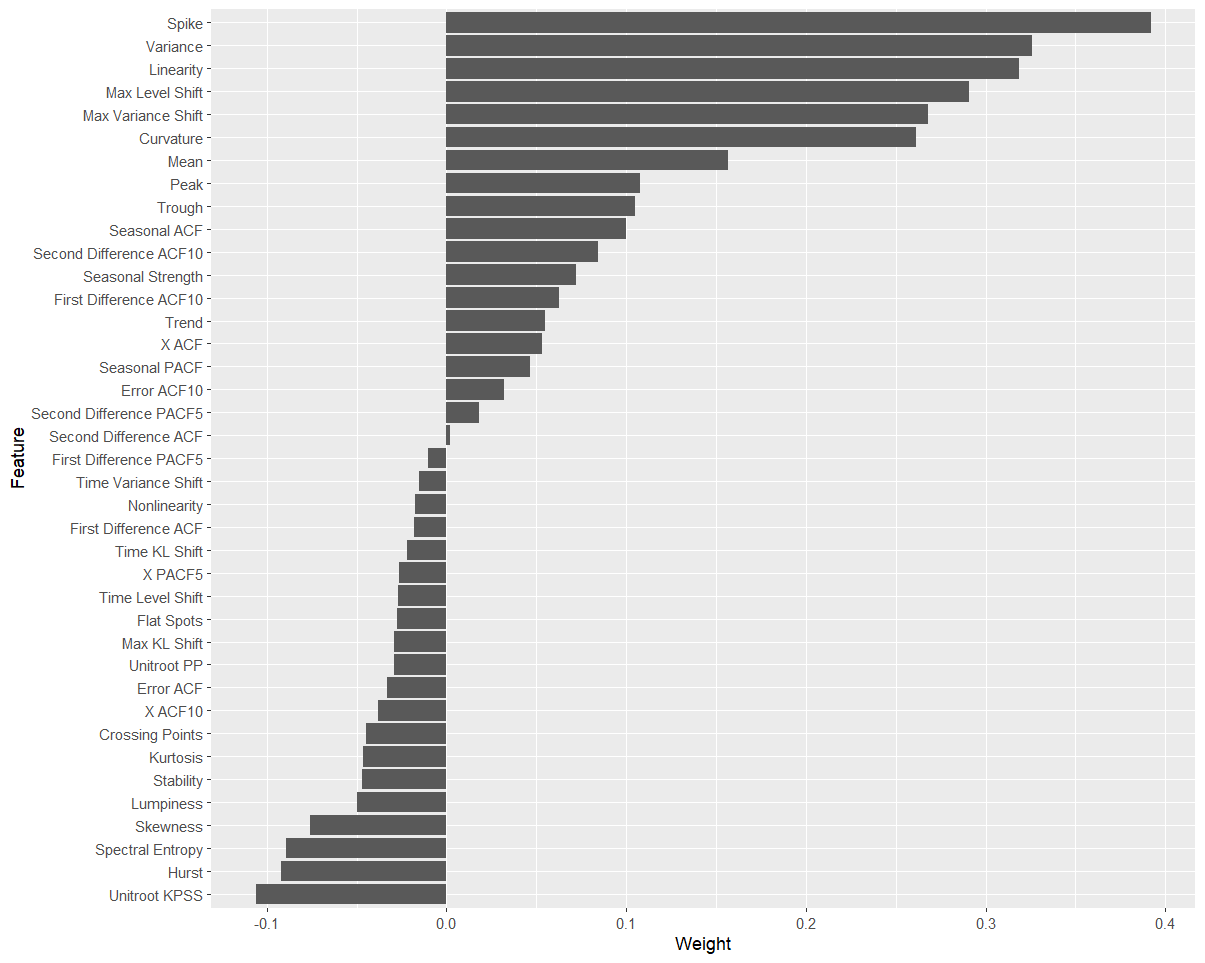 Spike
Variance
Linearity
Max Level Shift
Max Variance Shift
Curvature
Mean
Peak
Trough
Seasonal ACF
Second Difference ACF10
Seasonal Strength
First Difference ACF10
Trend
X ACF
Seasonal PACF
Error ACF10
Second Difference PACF5
Second Difference ACF
First Difference PACF5
Time Variance Shift
Nonlinearity
First Difference ACF
Time KL Shift
X PACF5
Time Level Shift
Flat Spots
Max KL Shift
Unitroot PP
Error ACF
X ACF10
Crossing Points
Kurtosis
Stability
Lumpiness
Skewness
Spectral Entropy
Hurst
Unitroot KPSS
Feature
-0.1 0.0 0.1 0.2 0.3 0.4
Weight